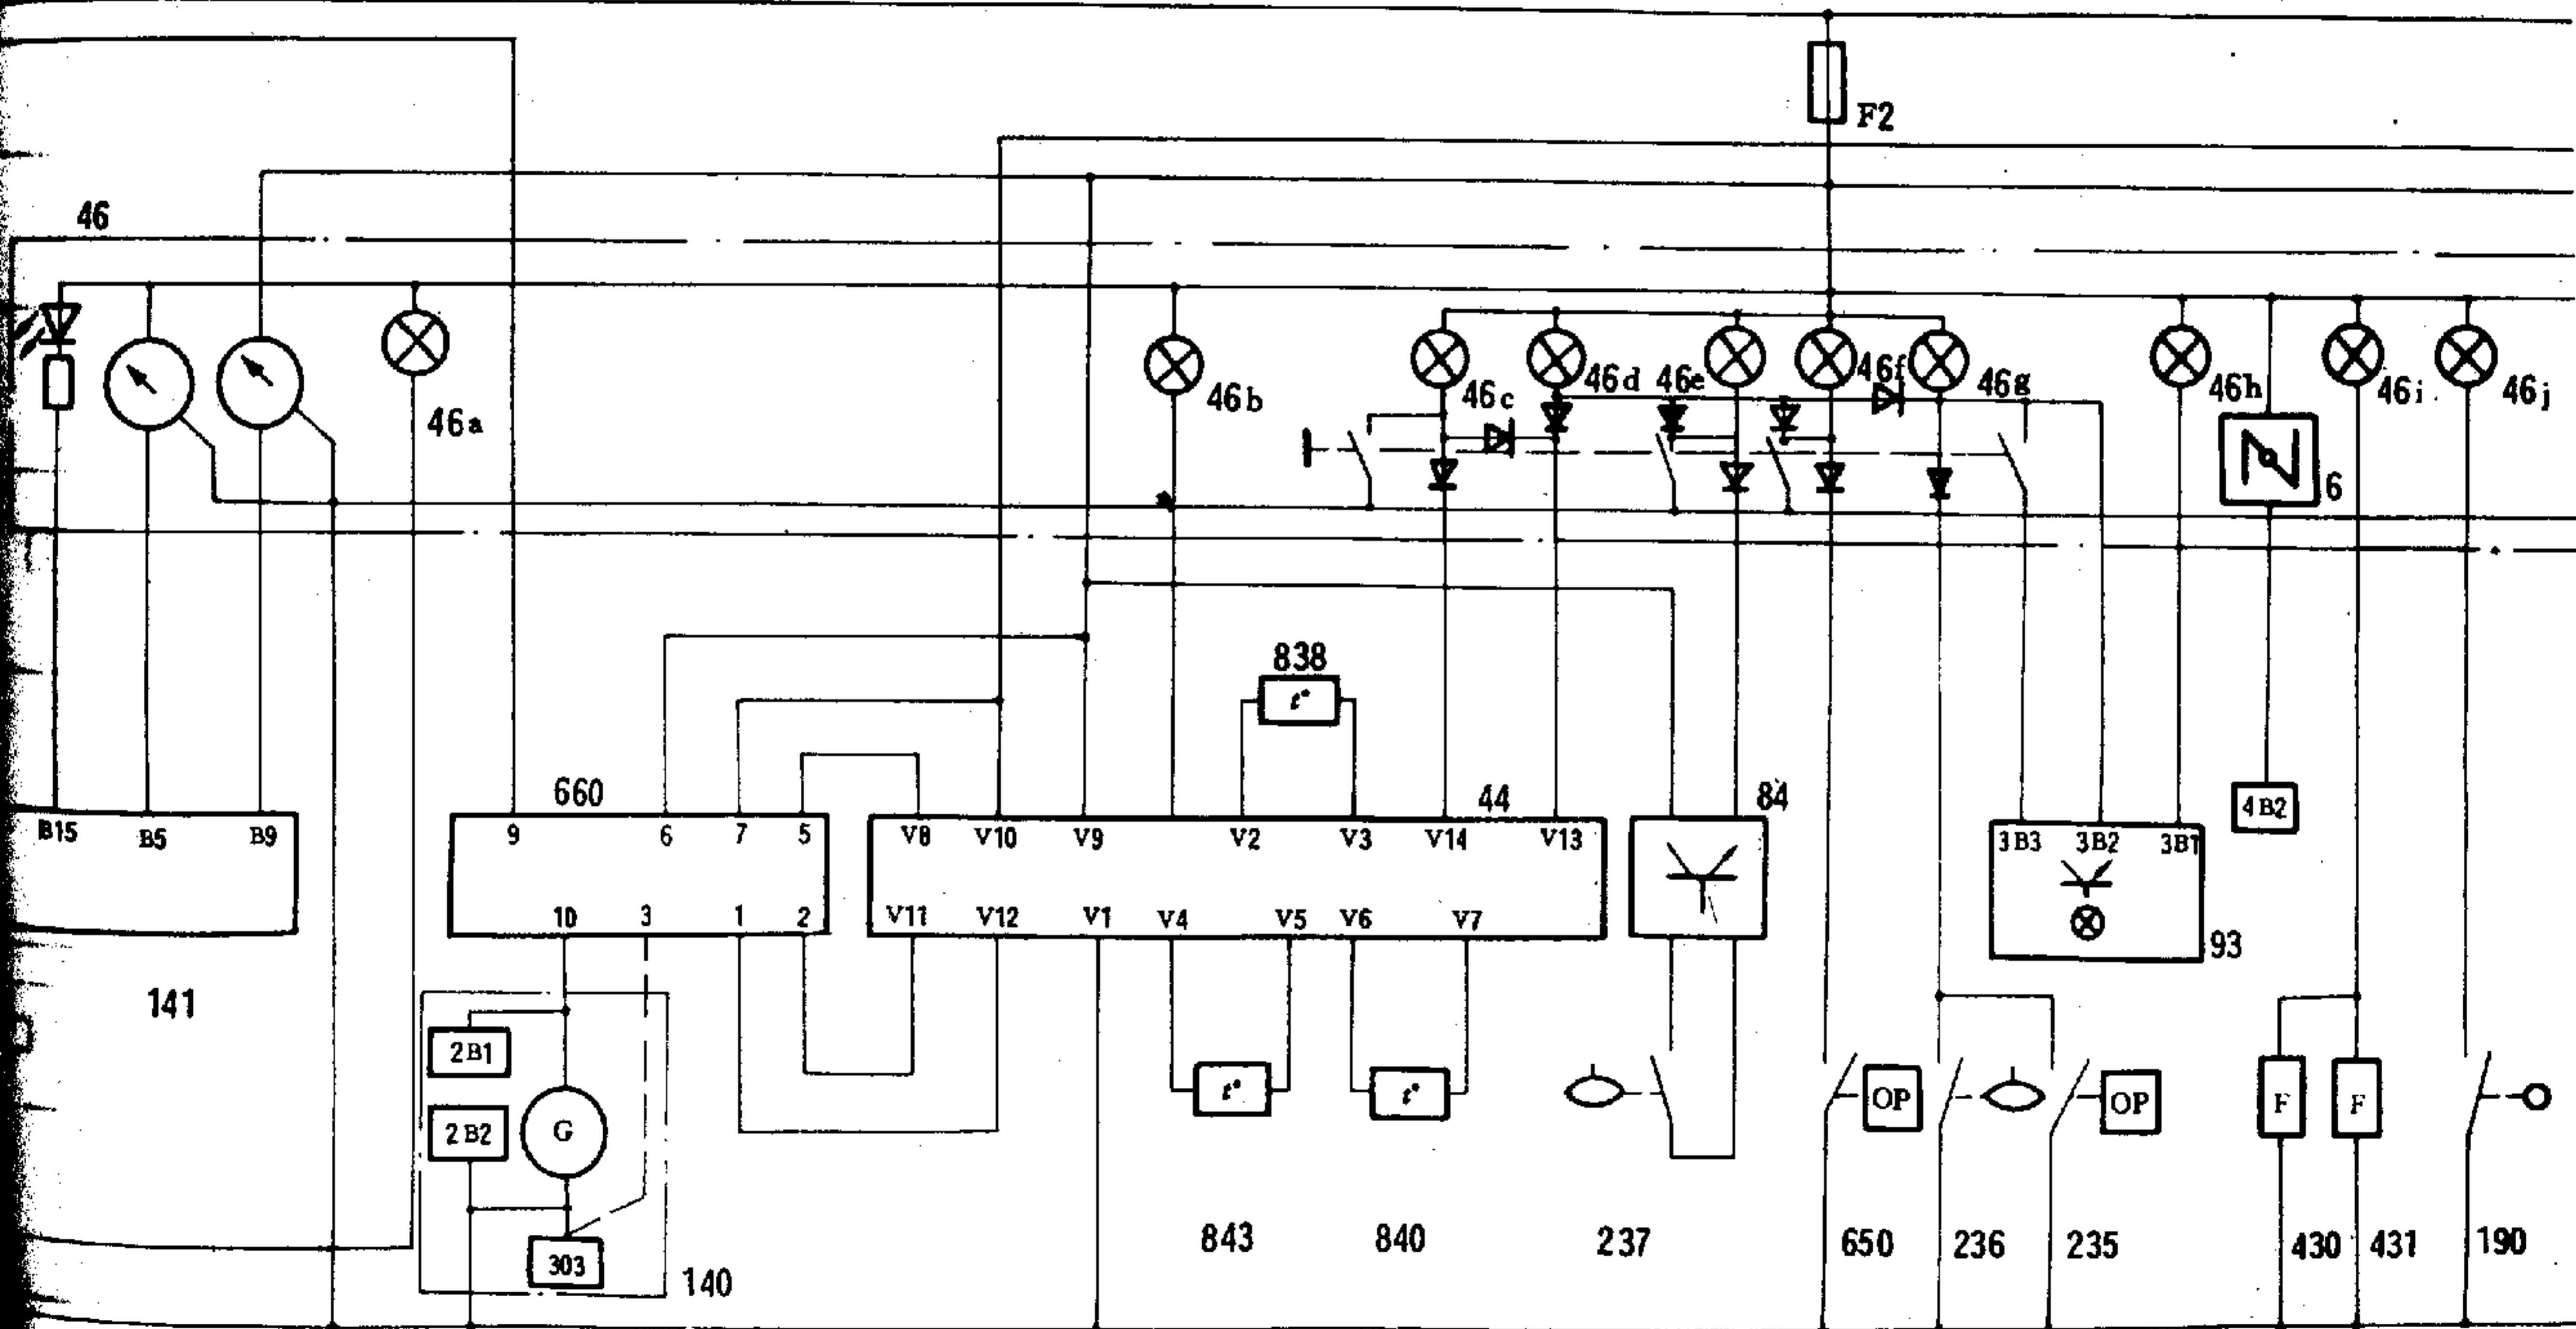 F2
46
46a
46b
46c
46d
46e
46f
46g
46h
6
46i
46j
838
t°
660
44
84
4B2
B15
B5
B9
9
6
7
5
V8
V10
V9
V2
V3
V14
V13
3B3
3B2
3B1
10
3
1
2
V11
V12
V1
V4
V5
V6
V7
93
141
2B1
2B2
G
t°
t°
OP
OP
F
F
303
140
843
840
237
650
236
235
430
431
190